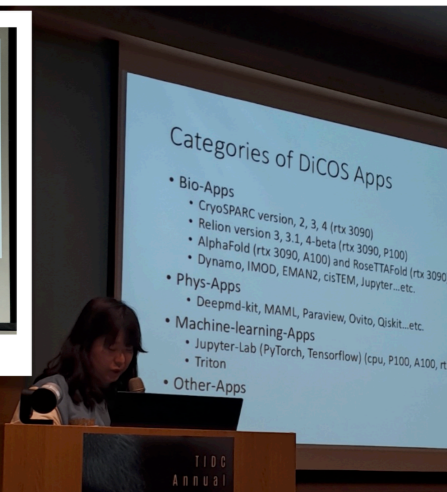 Categories of DiCOS Apps
• Bio-Apps
• CryoSPARC version, 2, 3, 4 (rtx 3090)
• Relion version 3, 3.1, 4-beta (rtx 3090, P100)
• AlphaFold (rtx 3090, A100) and RoseTTAFold (rtx 3090
• Dynamo, IMOD, EMAN2, cisTEM, Jupyter...etc.
• Phys-Apps
• Deepmd-kit, MAML, Paraview, Ovito, Qiskit...etc.
• Machine-learning-Apps
• Jupyter-Lab (PyTorch, Tensorflow) (cpu, P100, A100, rt
• Triton
• Other-Apps
TIDC
Annual